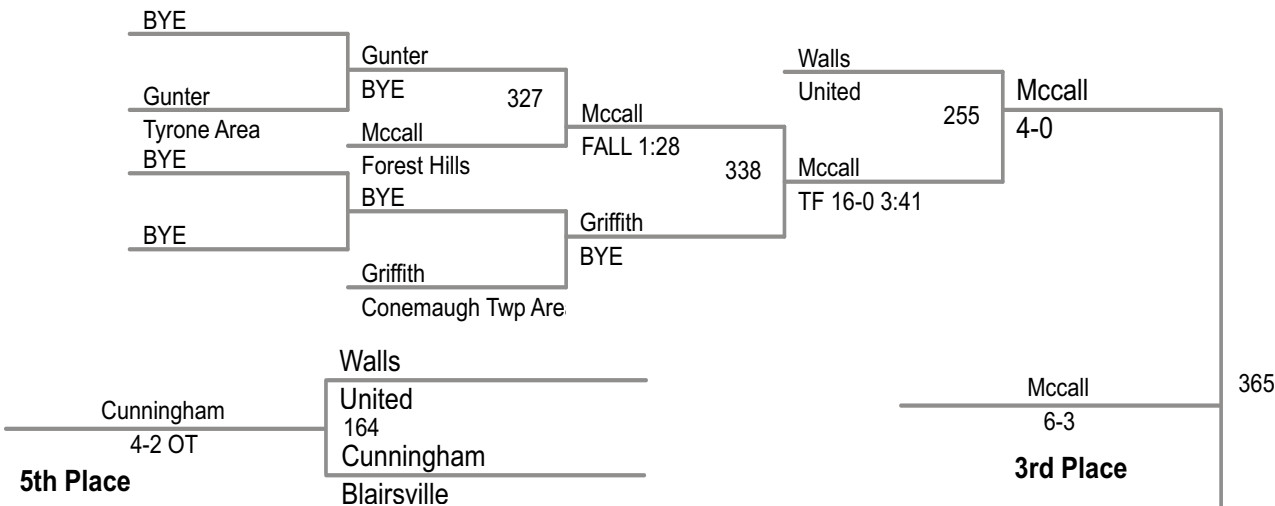 BYE
Gunter
Tyrone Area
BYE
BYE
Gunter
BYE
327
Mccall
Forest Hills
BYE
Griffith
Conemaugh Twp Are
Mccall
FALL 1:28
338
Griffith
BYE
Walls
United
255
Mccall
TF 16-0 3:41
Mccall
4-0
Walls
United
164
Cunningham
Blairsville
Cunningham
4-2 OT
5th Place
Mccall
6-3
365
3rd Place